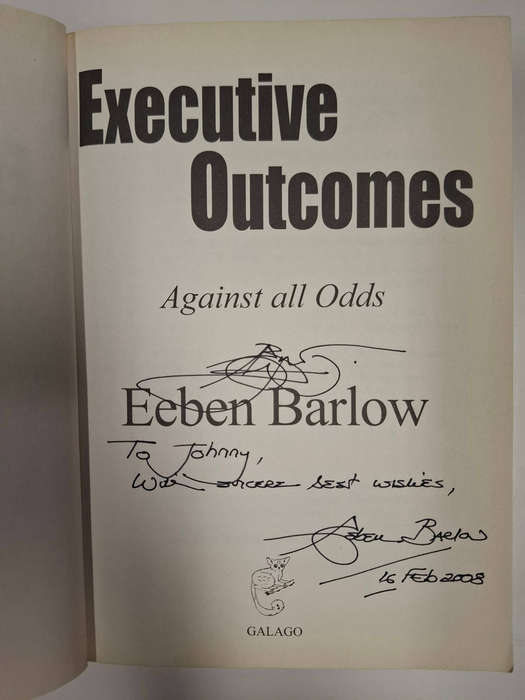 Executive
Outcomes
Against all Odds
Eeben Barlow
To Johnny,
With sincere best wishes,
Eeben Barlow
16 Feb 2008
GALAGO